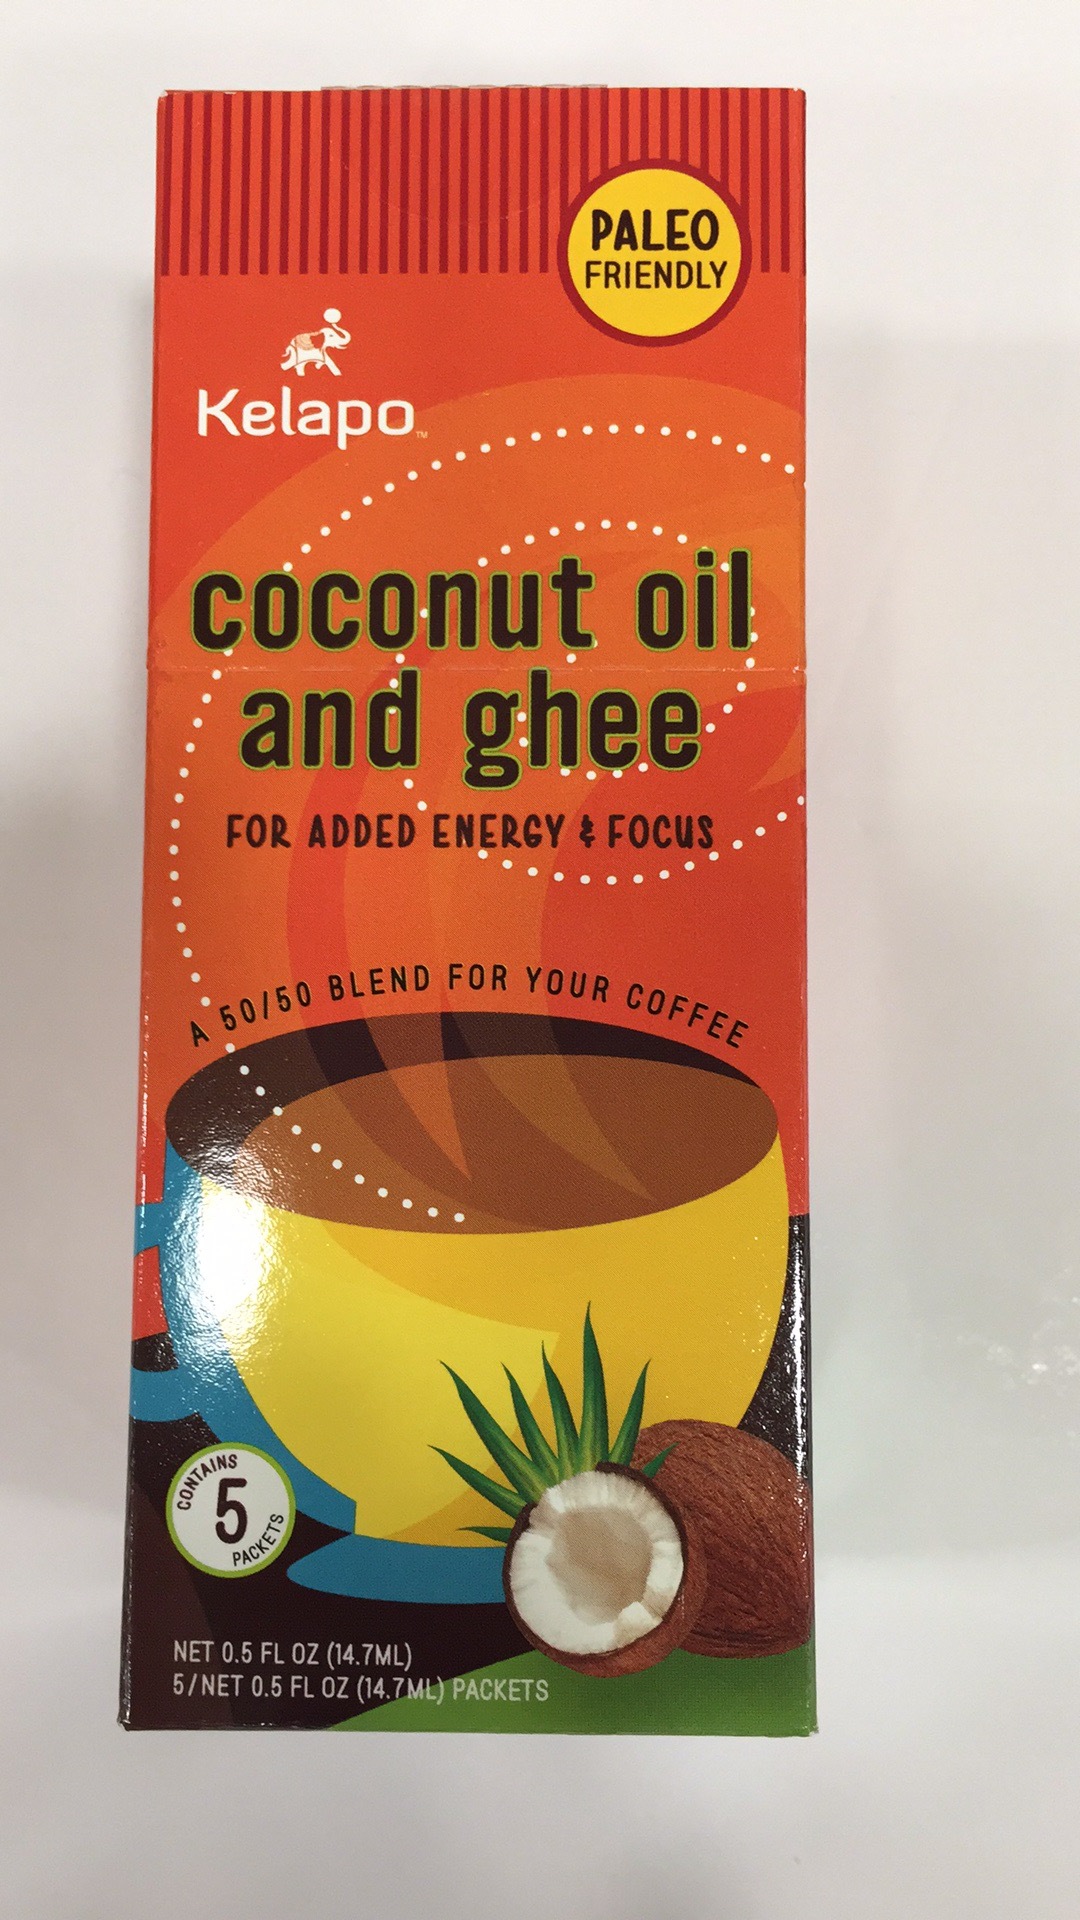 PALEO
FRIENDLY
Kelapo™
coconut oil
and ghee
FOR ADDED ENERGY & FOCUS
A 50/50 BLEND FOR YOUR COFFEE
CONTAINS
5
PACKETS
NET 0.5 FL OZ (14.7ML)
5/NET 0.5 FL OZ (14.7ML) PACKETS